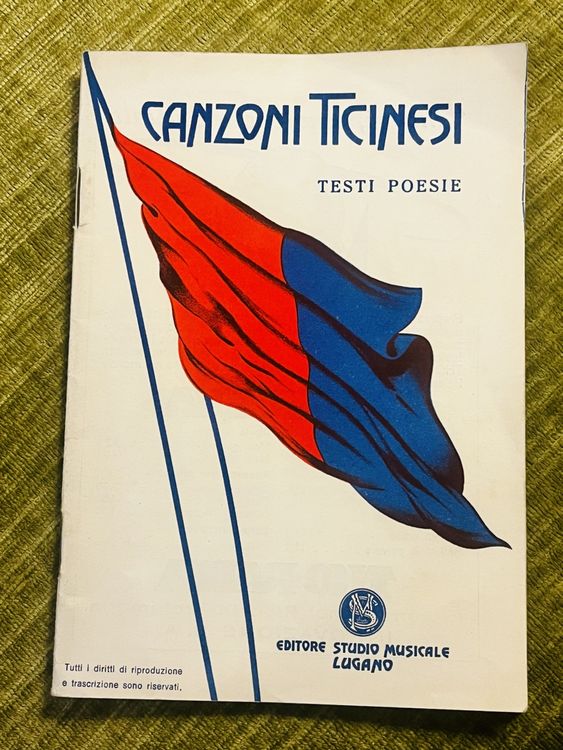 CANZONI TICINESI
TESTI POESIE
EDITORE STUDIO MUSICALE
LUGANO
Tutti i diritti di riproduzione
e trascrizione sono riservati.